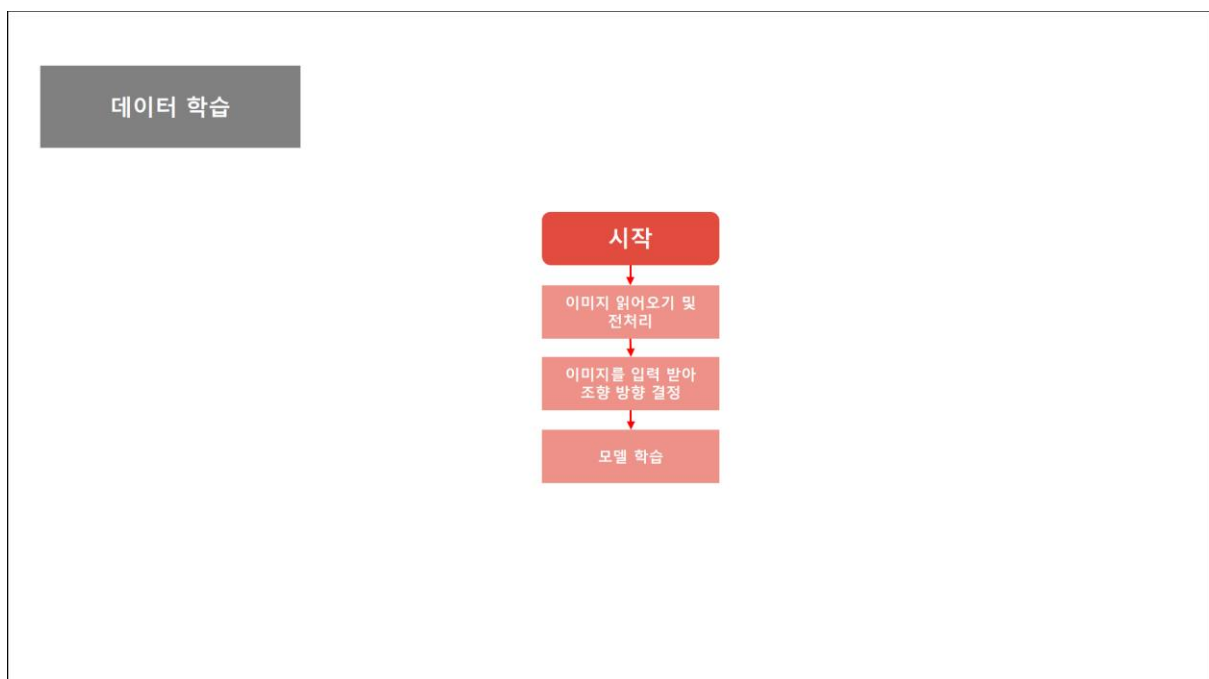 데이터 학습
시작
이미지 읽어오기 및
전처리
이미지를 입력 받아
조향 방향 결정
모델 학습